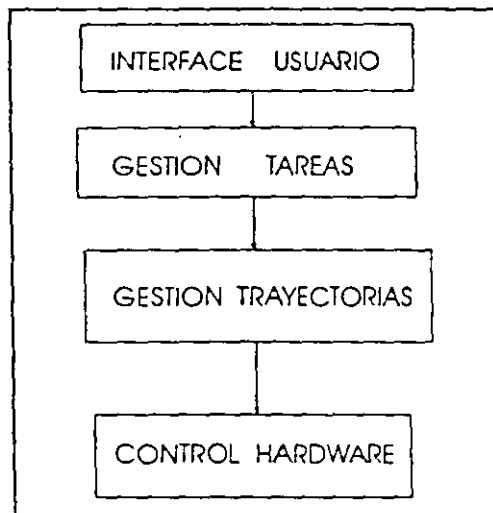 INTERFACE USUARIO
GESTION TAREAS
GESTION TRAYECTORIAS
CONTROL HARDWARE